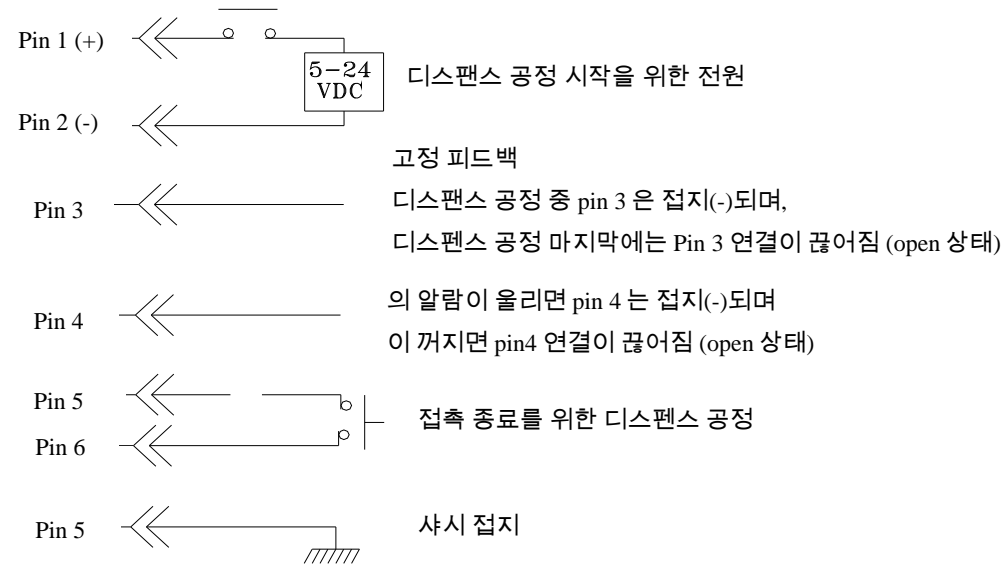 Pin 1 (+)
5-24
VDC
디스팬스 공정 시작을 위한 전원
Pin 2 (-)
고정 피드백
Pin 3
디스팬스 공정 중 pin 3 은 접지(-)되며,
디스펜스 공정 마지막에는 Pin 3 연결이 끊어짐 (open 상태)
Pin 4
의 알람이 울리면 pin 4 는 접지(-)되며
이 꺼지면 pin4 연결이 끊어짐 (open 상태)
Pin 5
Pin 6
접촉 종료를 위한 디스펜스 공정
Pin 5
샤시 접지